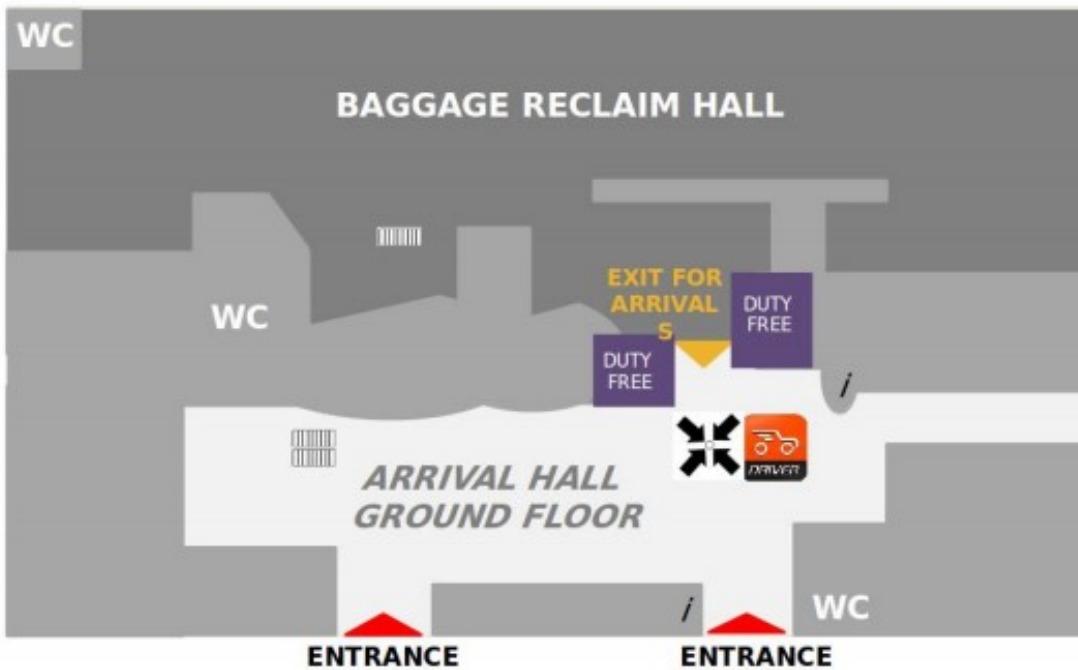 WC
BAGGAGE RECLAIM HALL
EXIT FOR
ARRIVAL
S
DUTY
FREE
WC
DUTY
FREE
i
DRIVER
ARRIVAL HALL
GROUND FLOOR
i
WC
ENTRANCE
ENTRANCE